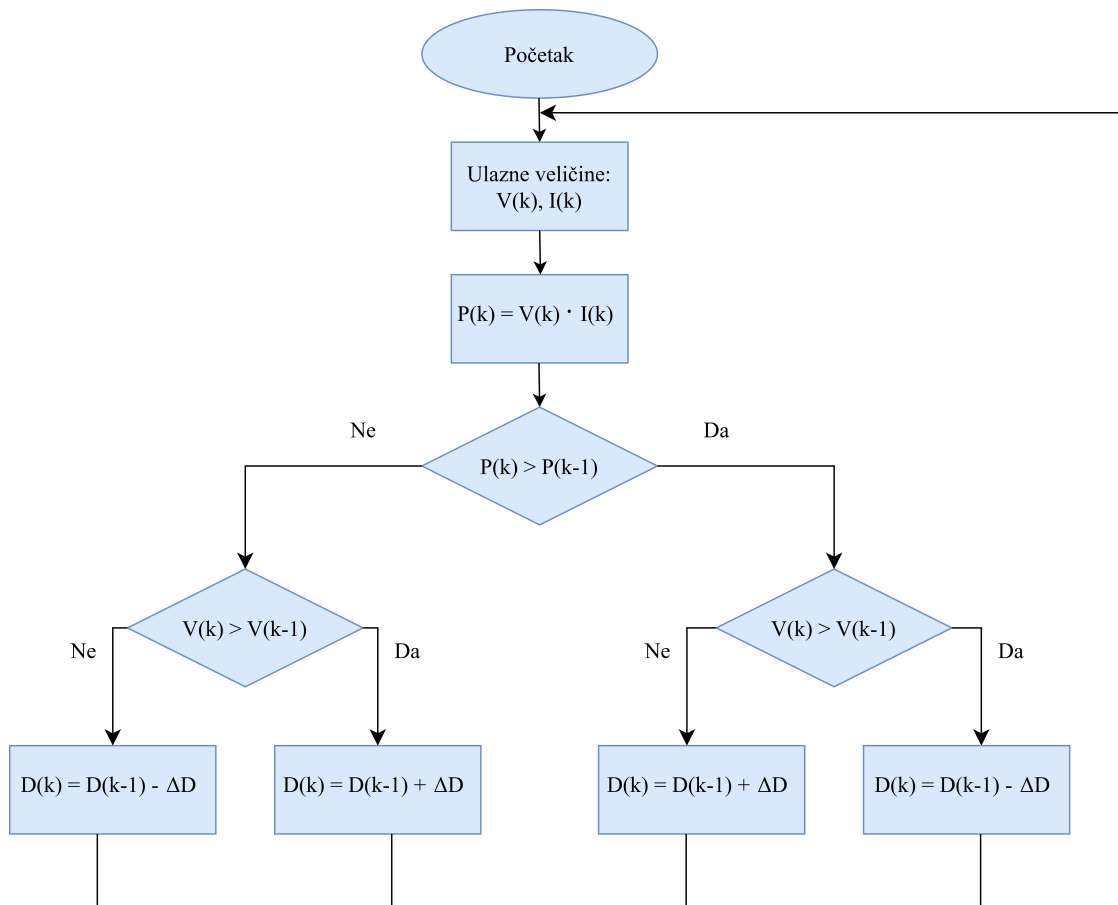 Početak
Ulazne veličine:
V(k), I(k)
P(k) = V(k) · I(k)
Ne
Da
P(k) > P(k-1)
V(k) > V(k-1)
V(k) > V(k-1)
Ne
Da
Ne
Da
D(k) = D(k-1) - ΔD
D(k) = D(k-1) + ΔD
D(k) = D(k-1) + ΔD
D(k) = D(k-1) - ΔD